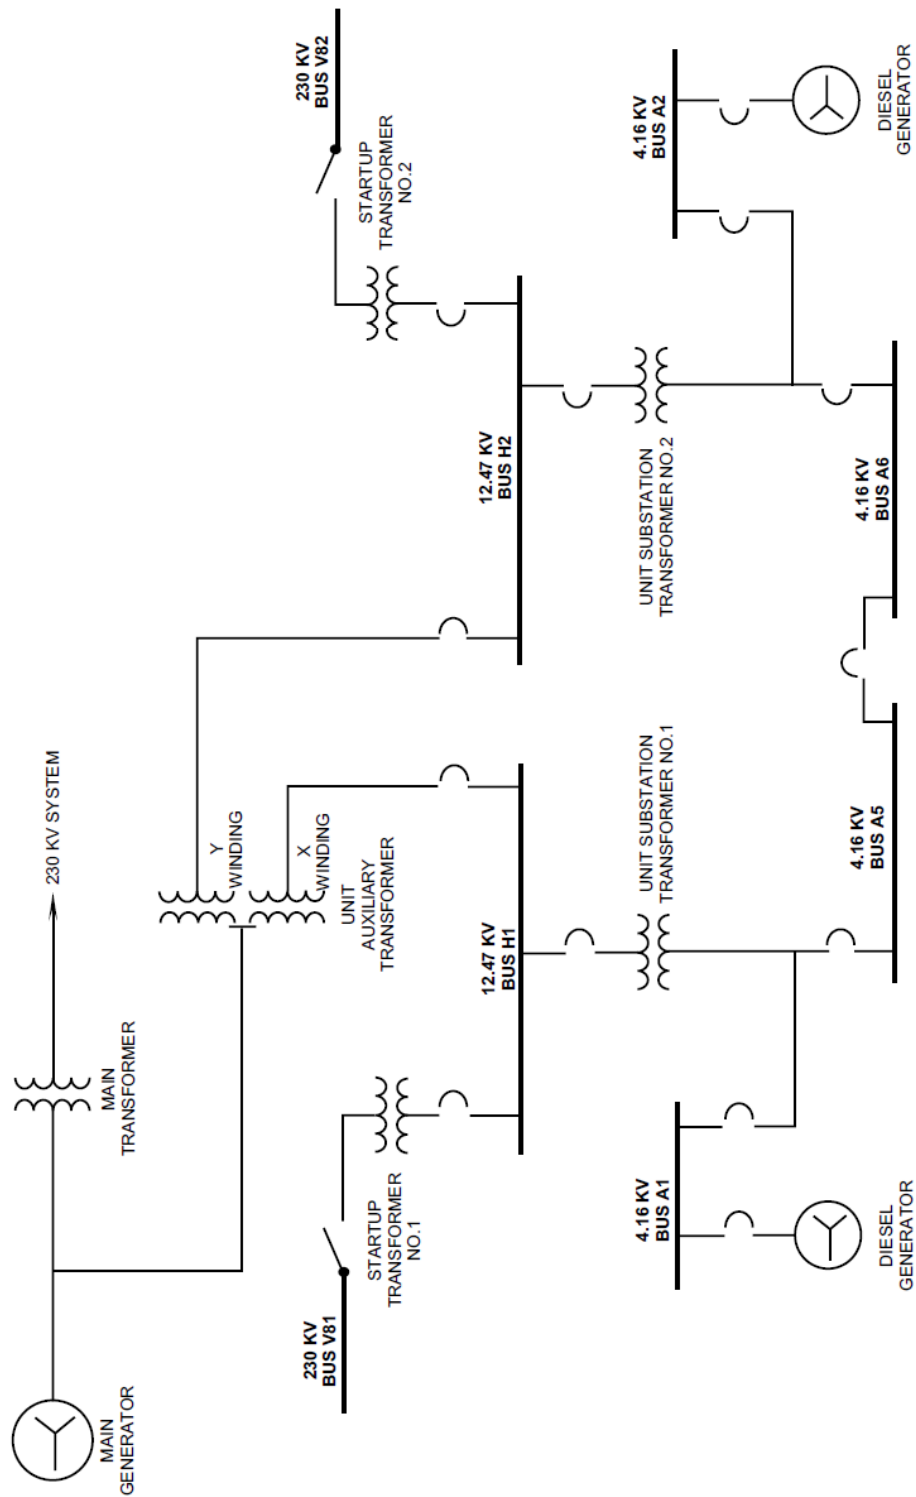 MAIN
GENERATOR
MAIN
TRANSFORMER
230 KV SYSTEM
Y
WINDING
X
WINDING
UNIT
AUXILIARY
TRANSFORMER
230 KV
BUS V81
STARTUP
TRANSFORMER
NO.1
230 KV
BUS V82
STARTUP
TRANSFORMER
NO.2
12.47 KV
BUS H1
12.47 KV
BUS H2
UNIT SUBSTATION
TRANSFORMER NO.1
UNIT SUBSTATION
TRANSFORMER NO.2
4.16 KV
BUS A1
4.16 KV
BUS A2
4.16 KV
BUS A5
4.16 KV
BUS A6
DIESEL
GENERATOR
DIESEL
GENERATOR